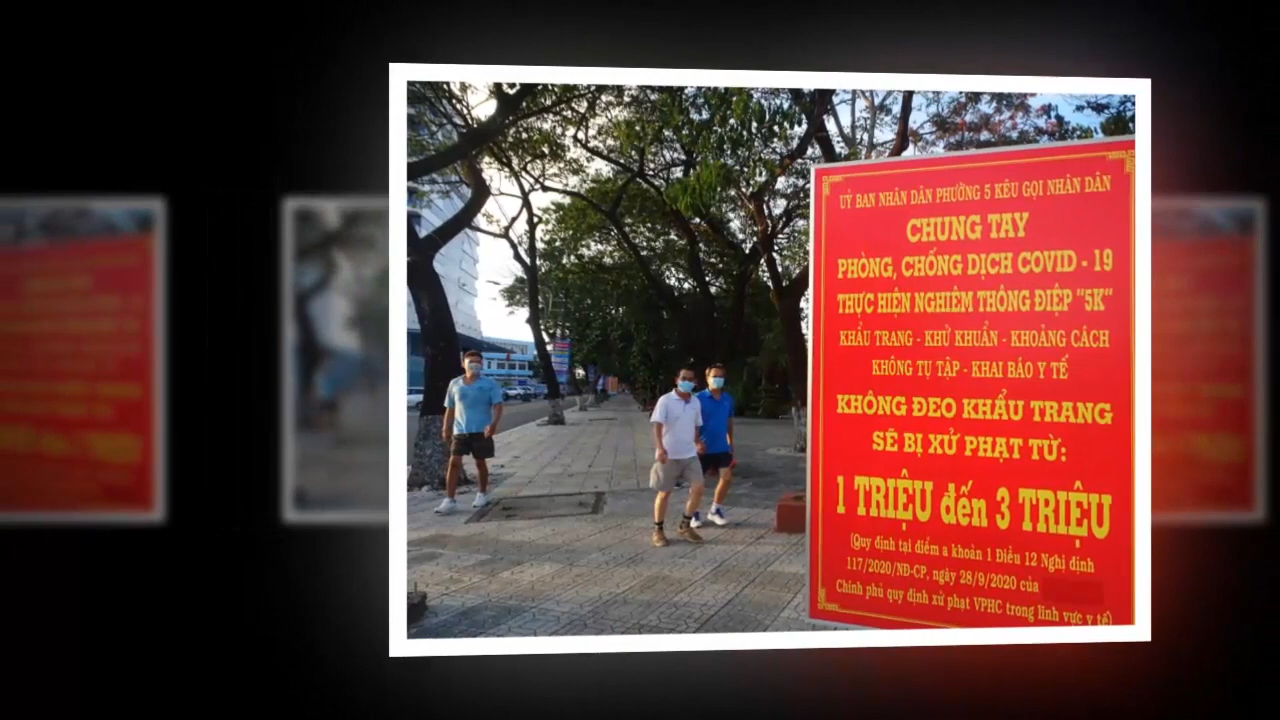 UỶ BAN NHÂN DÂN PHƯỜNG 5 KÊU GỌI NHÂN DÂN
CHUNG TAY
PHÒNG, CHỐNG DỊCH COVID - 19
THỰC HIỆN NGHIÊM THÔNG ĐIỆP "5K"
KHẨU TRANG - KHỬ KHUẨN - KHOẢNG CÁCH
KHÔNG TỤ TẬP - KHAI BÁO Y TẾ
KHÔNG ĐEO KHẨU TRANG
SẼ BỊ XỬ PHẠT TỪ:
1 TRIỆU đến 3 TRIỆU
(Quy định tại điểm a khoản 1 Điều 12 Nghị định
117/2020/NĐ-CP, ngày 28/9/2020 của
Chính phủ quy định xử phạt VPHC trong lĩnh vực y tế)